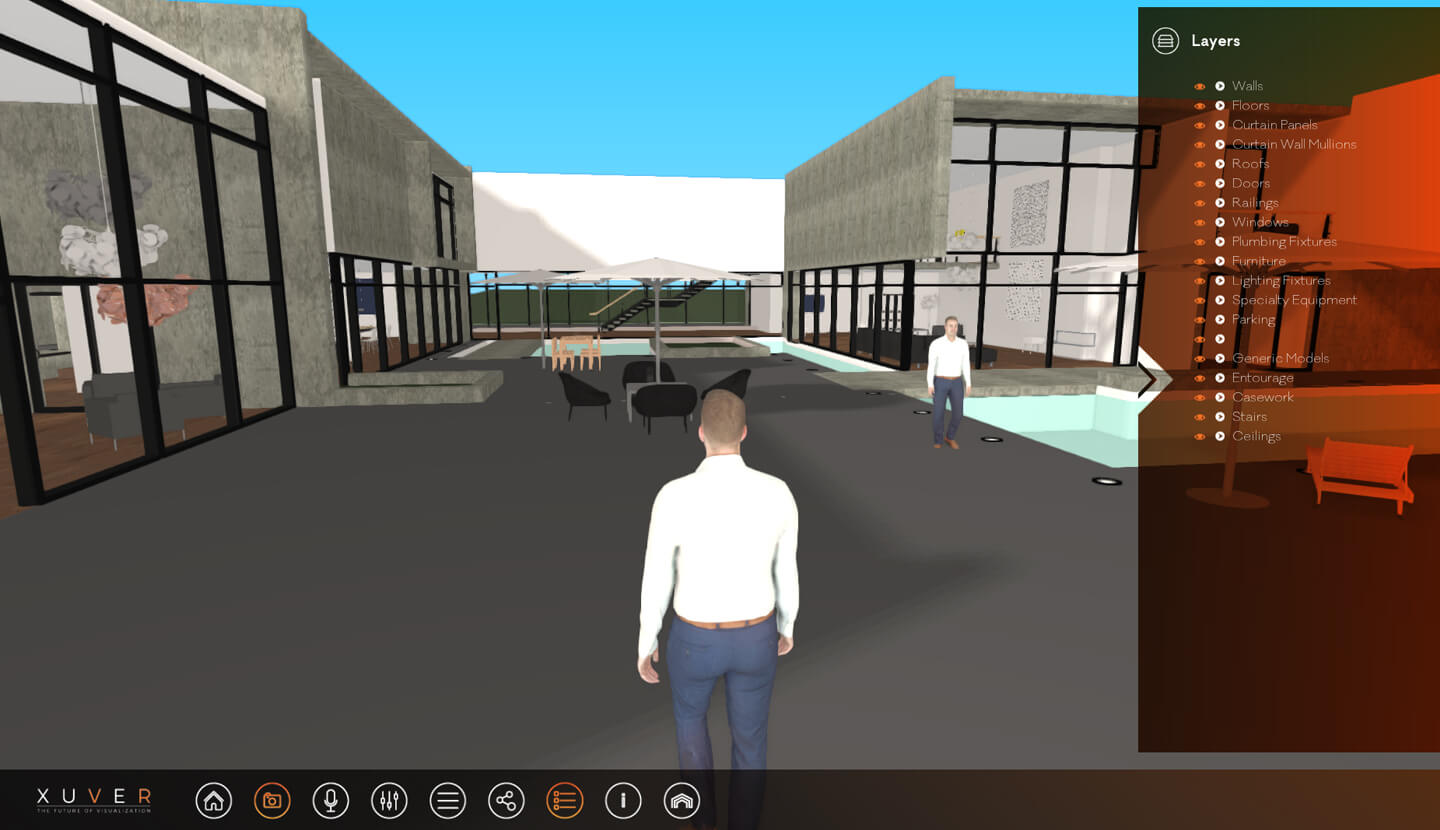 Layers
Walls
Floors
Curtain Panels
Curtain Wall Mullions
Roofs
Doors
Railings
Windows
Plumbing Fixtures
Furniture
Lighting Fixtures
Specialty Equipment
Parking
Generic Models
Entourage
Casework
Stairs
Ceilings
XUVER
THE FUTURE OF VISUALIZATION